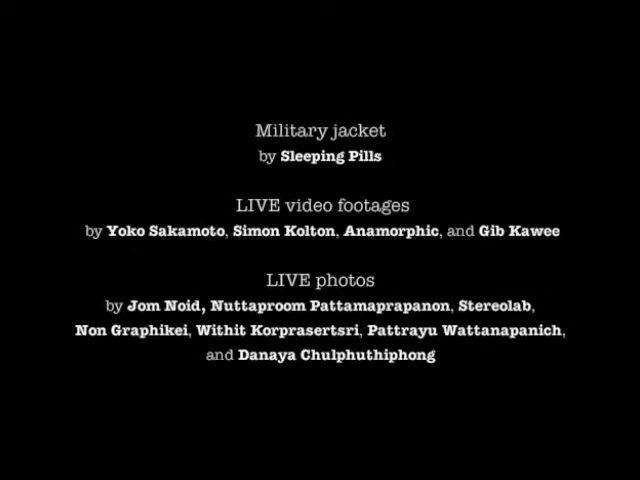 Military jacket
by Sleeping Pills
LIVE video footages
by Yoko Sakamoto, Simon Kolton, Anamorphic, and Gib Kawee
LIVE photos
by Jom Noid, Nuttaproom Pattamaprapanon, Stereolab,
Non Graphikei, Withit Korprasertsri, Pattrayu Wattanapanich,
and Danaya Chulphuthiphong